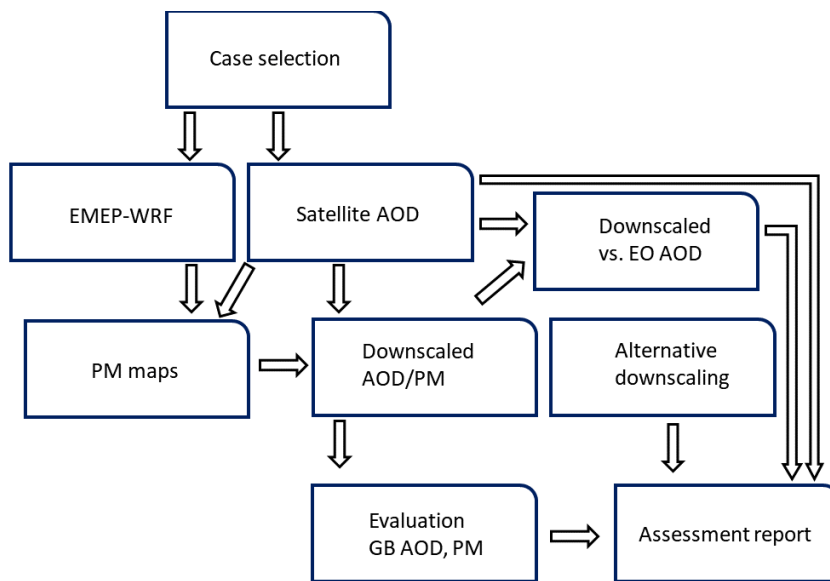 Case selection
EMEP-WRF
Satellite AOD
Downscaled
vs. EO AOD
PM maps
Downscaled
AOD/PM
Alternative
downscaling
Evaluation
GB AOD, PM
Assessment report